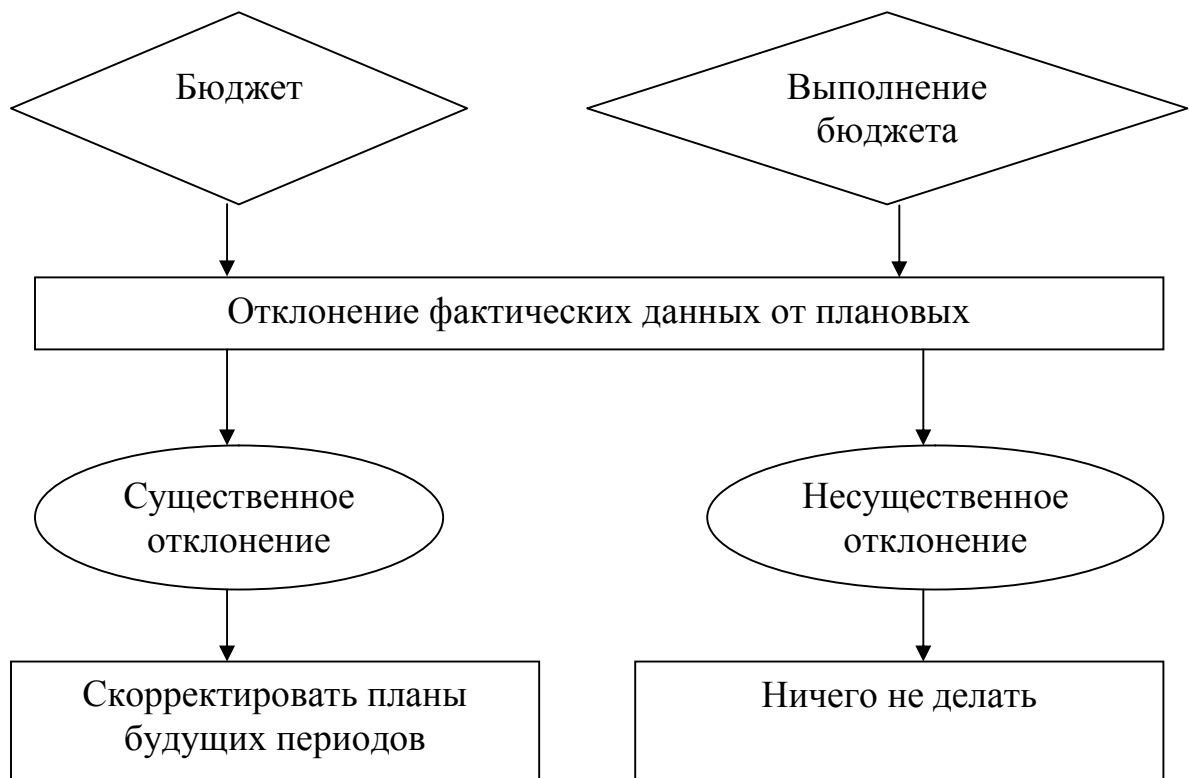 Бюджет
Выполнение
бюджета
Отклонение фактических данных от плановых
Существенное
отклонение
Несущественное
отклонение
Скорректировать планы
будущих периодов
Ничего не делать